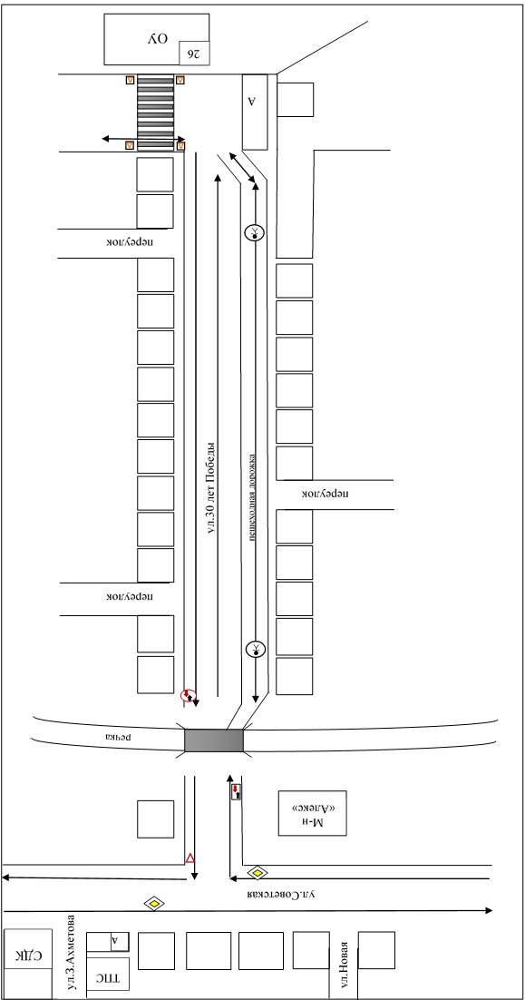 ОУ
26
А
переулок
ул.30 лет Победы
пешеходная дорожка
переулок
переулок
речка
М-н
«Алекс»
ул.Советская
СДК
ул.З.Ахметова
А
ТПС
ул.Новая